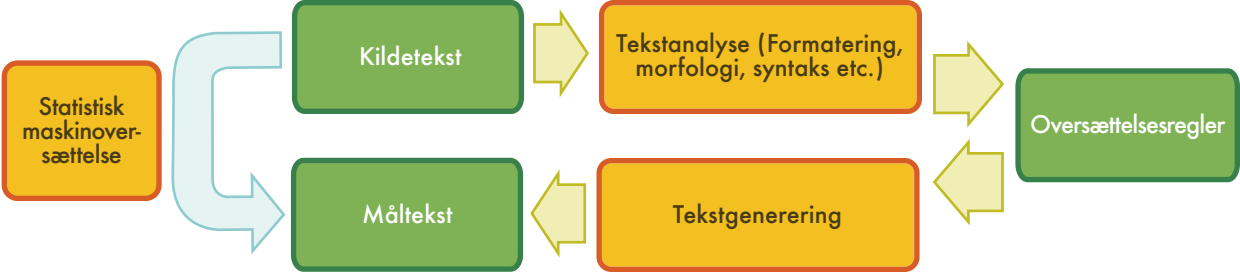 Statistisk
maskinover-
sættelse
Kildetekst
Tekstanalyse (Formatering,
morfologi, syntaks etc.)
Oversættelsesregler
Måltekst
Tekstgenerering